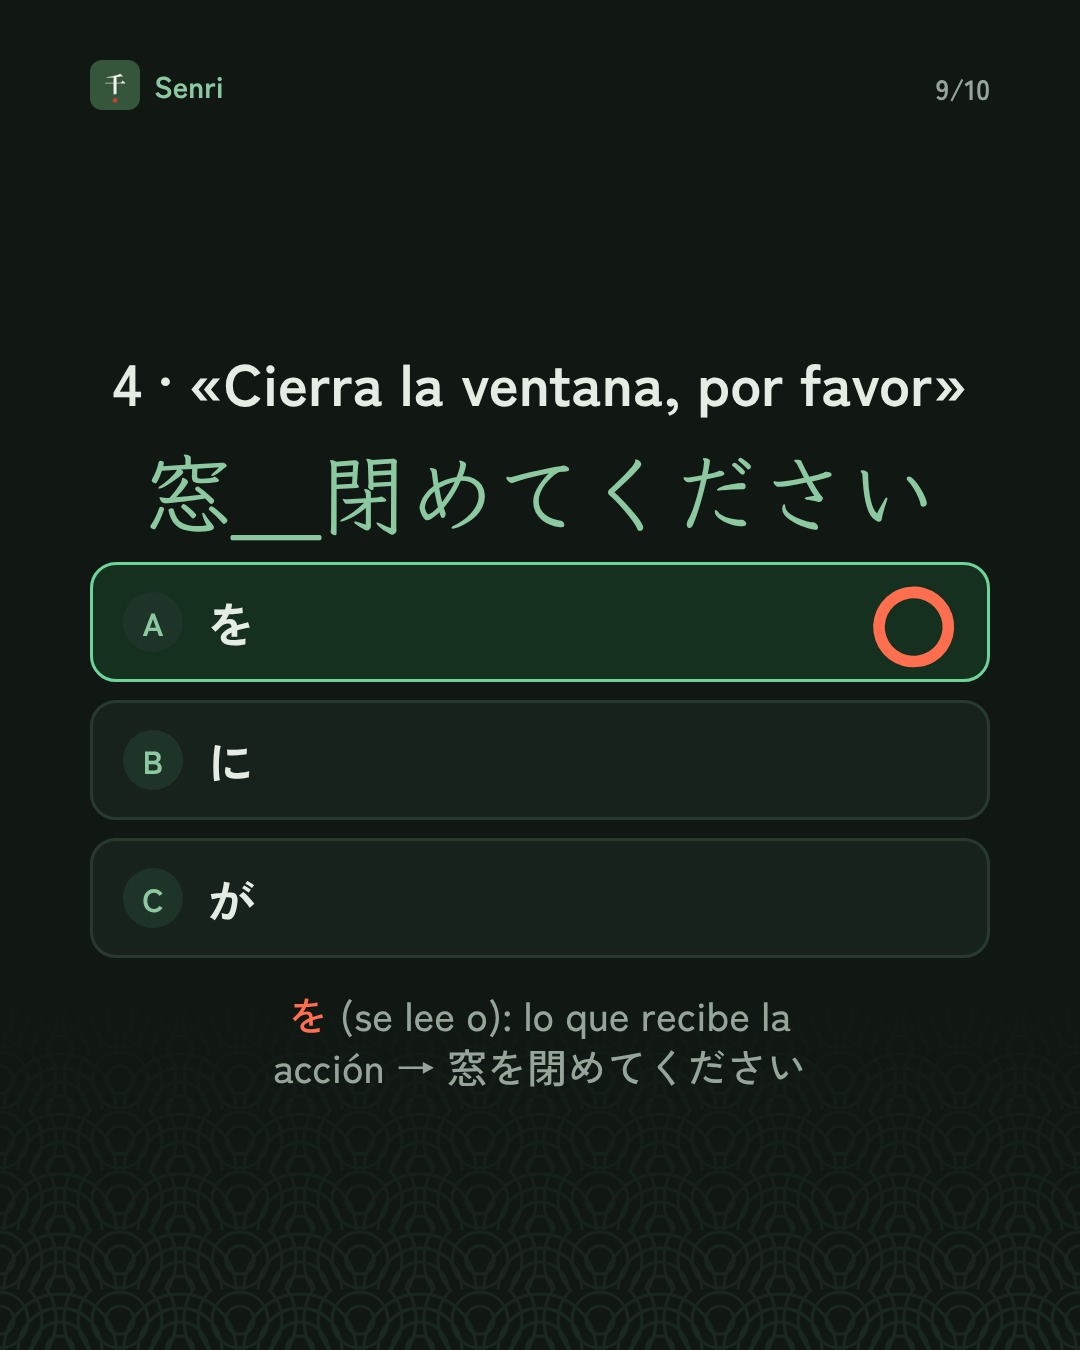 千 Senri
9/10
4 · «Cierra la ventana, por favor»
窓__閉めてください
A を
B に
C が
を (se lee o): lo que recibe la
acción → 窓を閉めてください